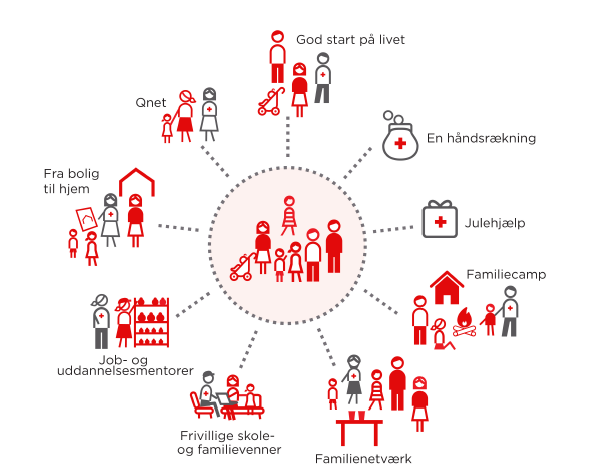 God start på livet
Qnet
En håndsrækning
Fra bolig
til hjem
Julehjælp
Familiecamp
Job- og
uddannelsesmentorer
Frivillige skole-
og familievenner
Familienetværk